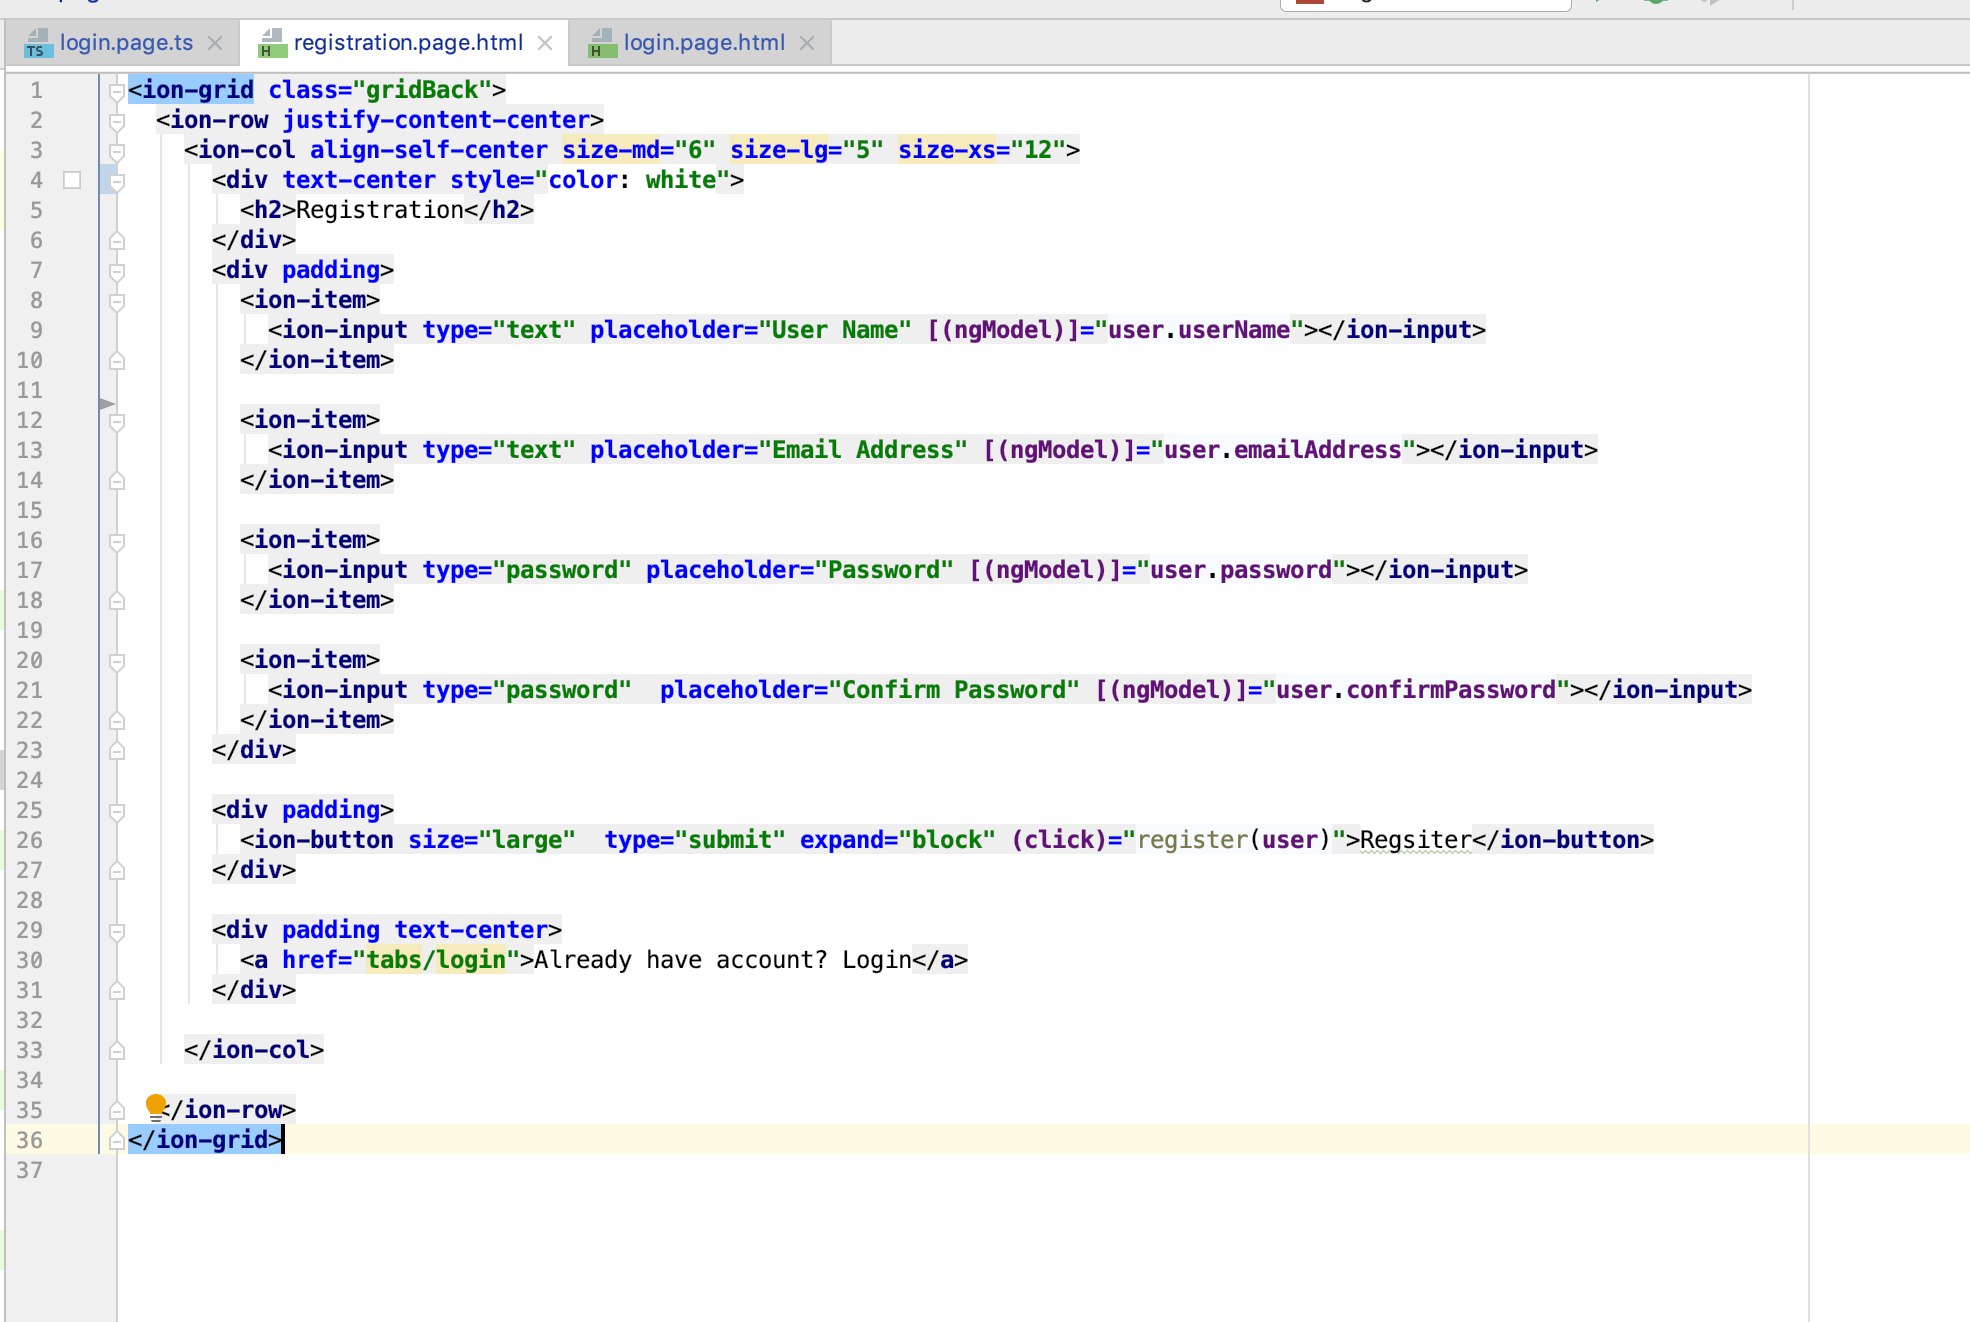 login.page.ts registration.page.html login.page.html
1 <ion-grid class="gridBack">
2 <ion-row justify-content-center>
3 <ion-col align-self-center size-md="6" size-lg="5" size-xs="12">
4 <div text-center style="color: white">
5 <h2>Registration</h2>
6 </div>
7 <div padding>
8 <ion-item>
9 <ion-input type="text" placeholder="User Name" [(ngModel)]="user.userName"></ion-input>
10 </ion-item>
11
12 <ion-item>
13 <ion-input type="text" placeholder="Email Address" [(ngModel)]="user.emailAddress"></ion-input>
14 </ion-item>
15
16 <ion-item>
17 <ion-input type="password" placeholder="Password" [(ngModel)]="user.password"></ion-input>
18 </ion-item>
19
20 <ion-item>
21 <ion-input type="password"  placeholder="Confirm Password" [(ngModel)]="user.confirmPassword"></ion-input>
22 </ion-item>
23 </div>
24
25 <div padding>
26 <ion-button size="large"  type="submit" expand="block" (click)="register(user)">Regsiter</ion-button>
27 </div>
28
29 <div padding text-center>
30 <a href="tabs/login">Already have account? Login</a>
31 </div>
32
33 </ion-col>
34
35 </ion-row>
36 </ion-grid>
37